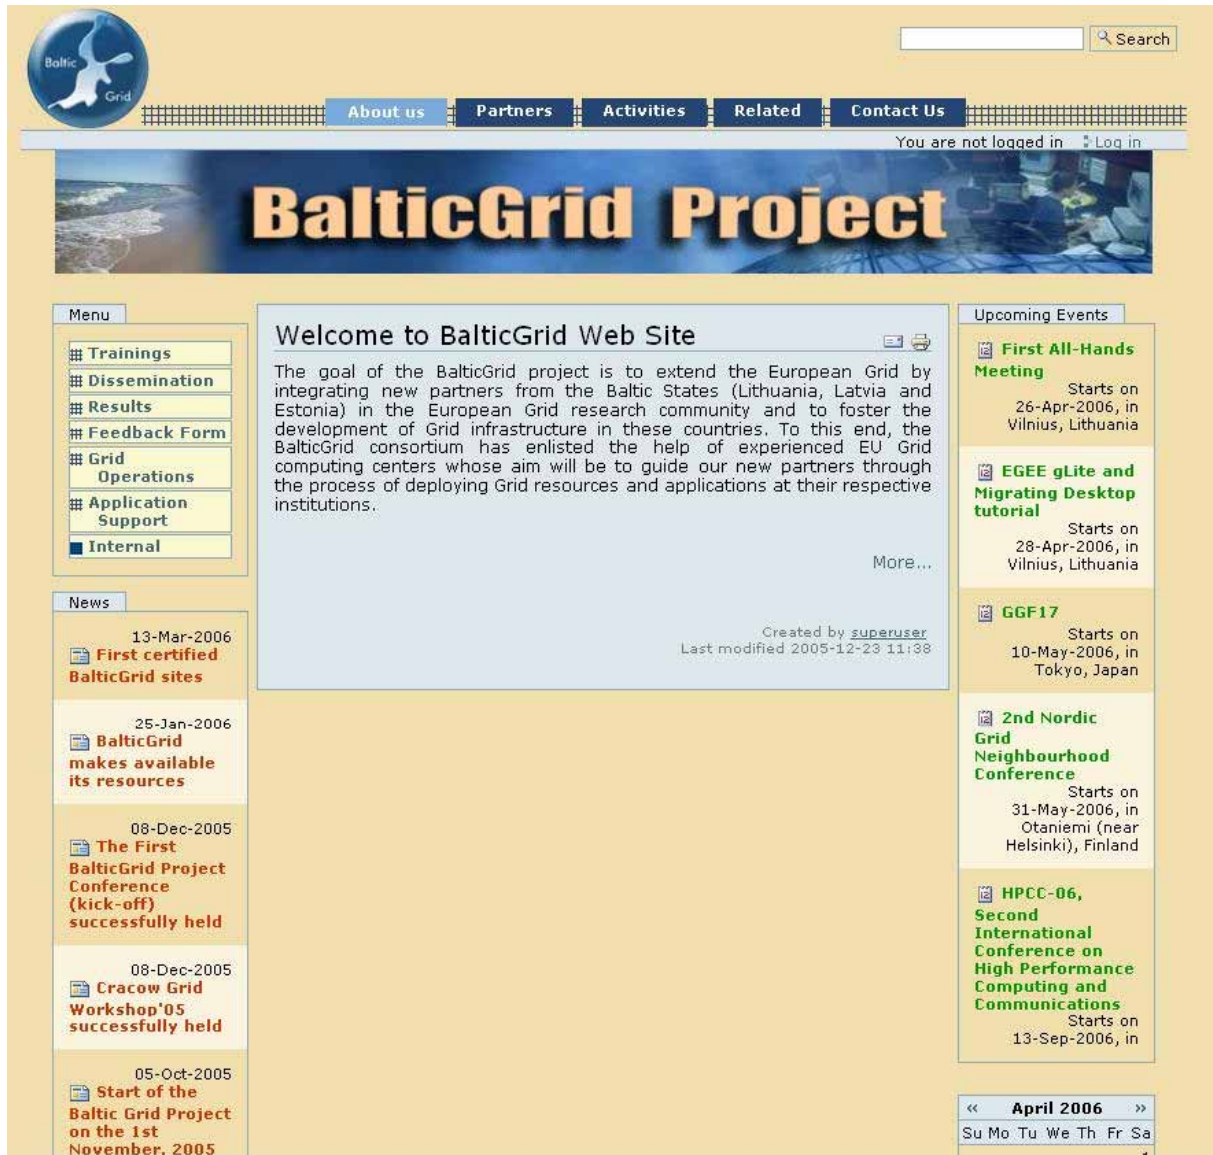 Baltic
Grid
Search
About us
Partners
Activities
Related
Contact Us
You are not logged in
Log in
BalticGrid Project
Menu
Trainings
Dissemination
Results
Feedback Form
Grid
Operations
Application
Support
Internal
News
13-Mar-2006
First certified
BalticGrid sites
25-Jan-2006
BalticGrid
makes available
its resources
08-Dec-2005
The First
BalticGrid Project
Conference
(kick-off)
successfully held
08-Dec-2005
Cracow Grid
Workshop'05
successfully held
05-Oct-2005
Start of the
Baltic Grid Project
on the 1st
November, 2005
Welcome to BalticGrid Web Site
The goal of the BalticGrid project is to extend the European Grid by
integrating new partners from the Baltic States (Lithuania, Latvia and
Estonia) in the European Grid research community and to foster the
development of Grid infrastructure in these countries. To this end, the
BalticGrid consortium has enlisted the help of experienced EU Grid
computing centers whose aim will be to guide our new partners through
the process of deploying Grid resources and applications at their respective
institutions.
More...
Created by superuser
Last modified 2005-12-23 11:38
Upcoming Events
First All-Hands
Meeting
Starts on
26-Apr-2006, in
Vilnius, Lithuania
EGEE gLite and
Migrating Desktop
tutorial
Starts on
28-Apr-2006, in
Vilnius, Lithuania
GGF17
Starts on
10-May-2006, in
Tokyo, Japan
2nd Nordic
Grid
Neighbourhood
Conference
Starts on
31-May-2006, in
Otaniemi (near
Helsinki), Finland
HPCC-06,
Second
International
Conference on
High Performance
Computing and
Communications
Starts on
13-Sep-2006, in
« April 2006 »
Su Mo Tu We Th Fr Sa